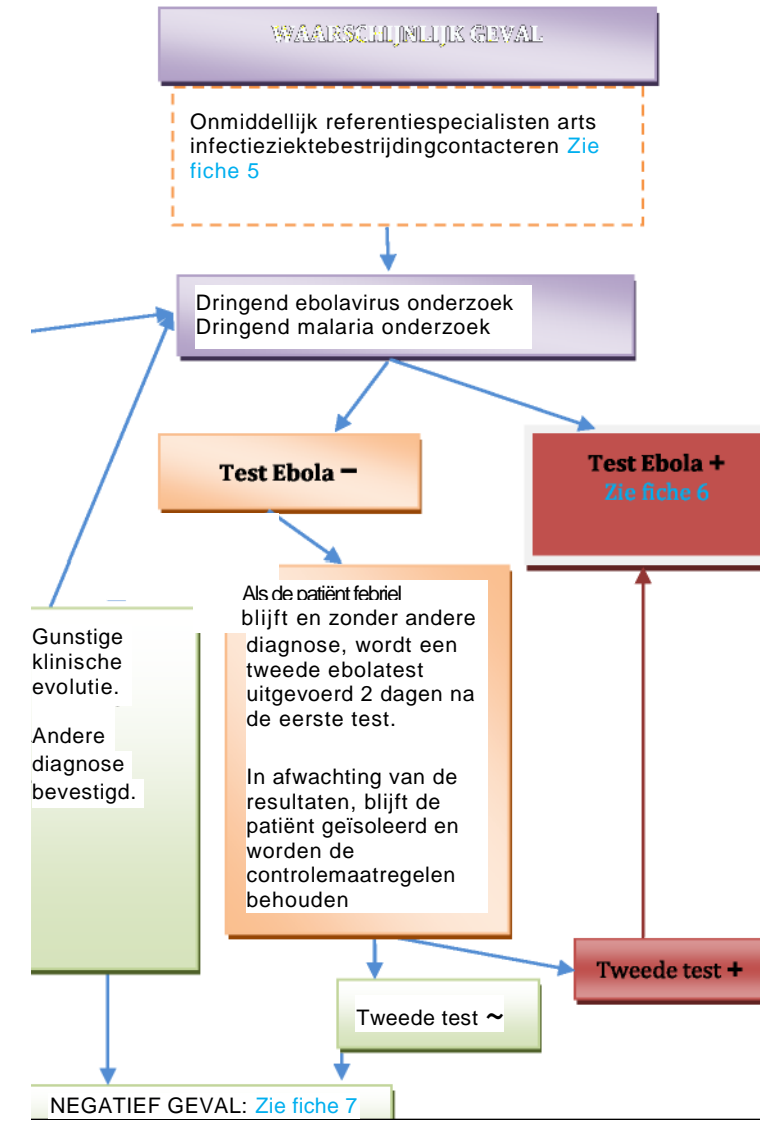 WAARSCHIJNLIJK GEVAL
Onmiddellijk referentiespecialisten arts
infectieziektebestrijdingcontacteren Zie
fiche 5
Dringend ebolavirus onderzoek
Dringend malaria onderzoek
Test Ebola –
Test Ebola +
Zie fiche 6
Als de patiënt febriel
blijft en zonder andere
diagnose, wordt een
tweede ebolatest
uitgevoerd 2 dagen na
de eerste test.
In afwachting van de
resultaten, blijft de
patiënt geïsoleerd en
worden de
controlemaatregelen
behouden
Gunstige
klinische
evolutie.
Andere
diagnose
bevestigd.
Tweede test +
Tweede test ~
NEGATIEF GEVAL: Zie fiche 7